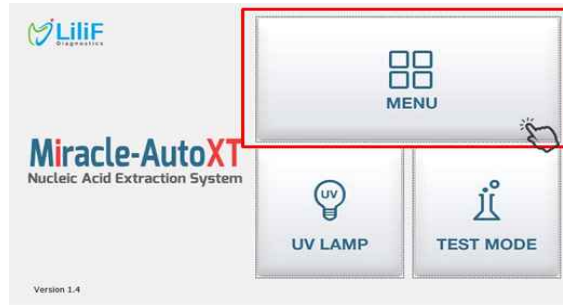 LiliF
Diagnostics
MENU
Miracle-AutoXT
Nucleic Acid Extraction System
UV
UV LAMP
TEST MODE
Version 1.4